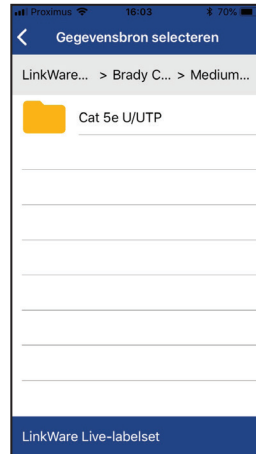 Proximus 16:03 70%
Gegevensbron selecteren
LinkWare... > Brady C... > Medium...
Cat 5e U/UTP
LinkWare Live-labelset